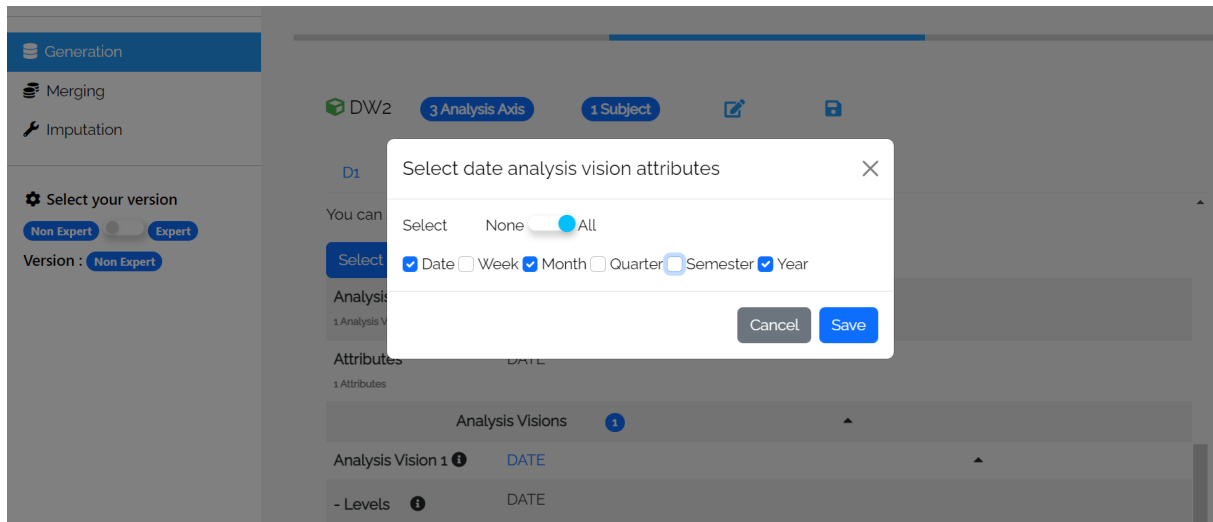 Generation
Merging
Imputation
Select your version
Non Expert Expert
Version : Non Expert
DW2 3 Analysis Axis 1 Subject
D1
You can
Select
Select date analysis vision attributes
Select None All
Date Week Month Quarter Semester Year
Cancel Save
Analysis
1 Analysis V
Attributes DATE
1 Attributes
Analysis Visions 1
Analysis Vision 1 DATE
- Levels DATE